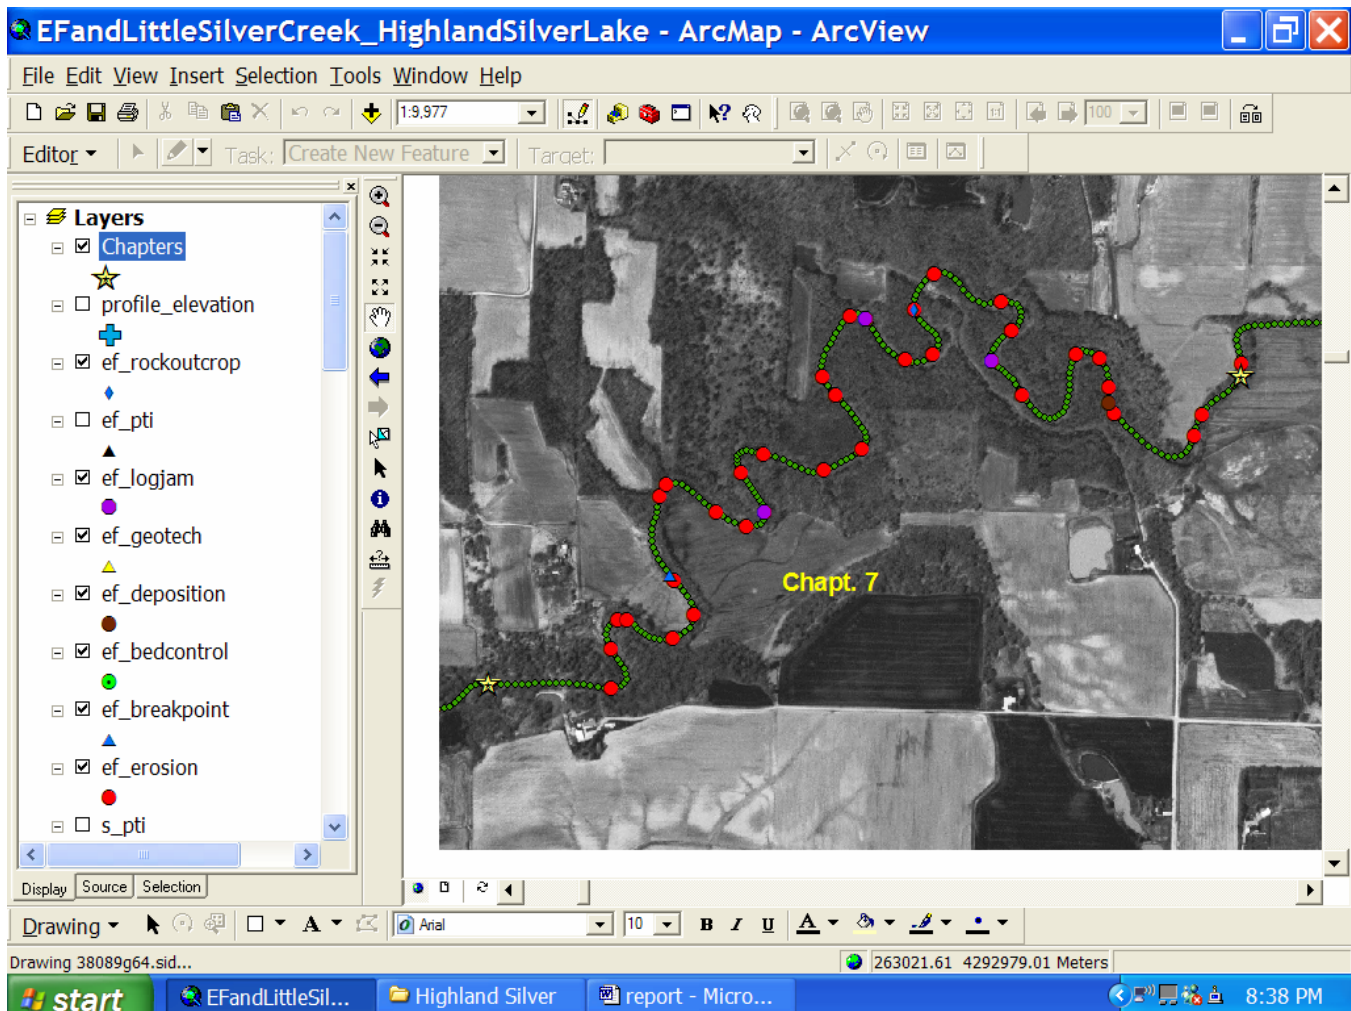 EFandLittleSilverCreek_HighlandSilverLake - ArcMap - ArcView
File Edit View Insert Selection Tools Window Help
1:9,977 100
Editor Task: Create New Feature Target:
Layers
Chapters
profile_elevation
ef_rockoutcrop
ef_pti
ef_logjam
ef_geotech
ef_deposition
ef_bedcontrol
ef_breakpoint
ef_erosion
s_pti
Chapt. 7
Display Source Selection
Drawing A Arial 10 B I U A
Drawing 38089g64.sid... 263021.61 4292979.01 Meters
start EFandLittleSil... Highland Silver report - Micro... 8:38 PM